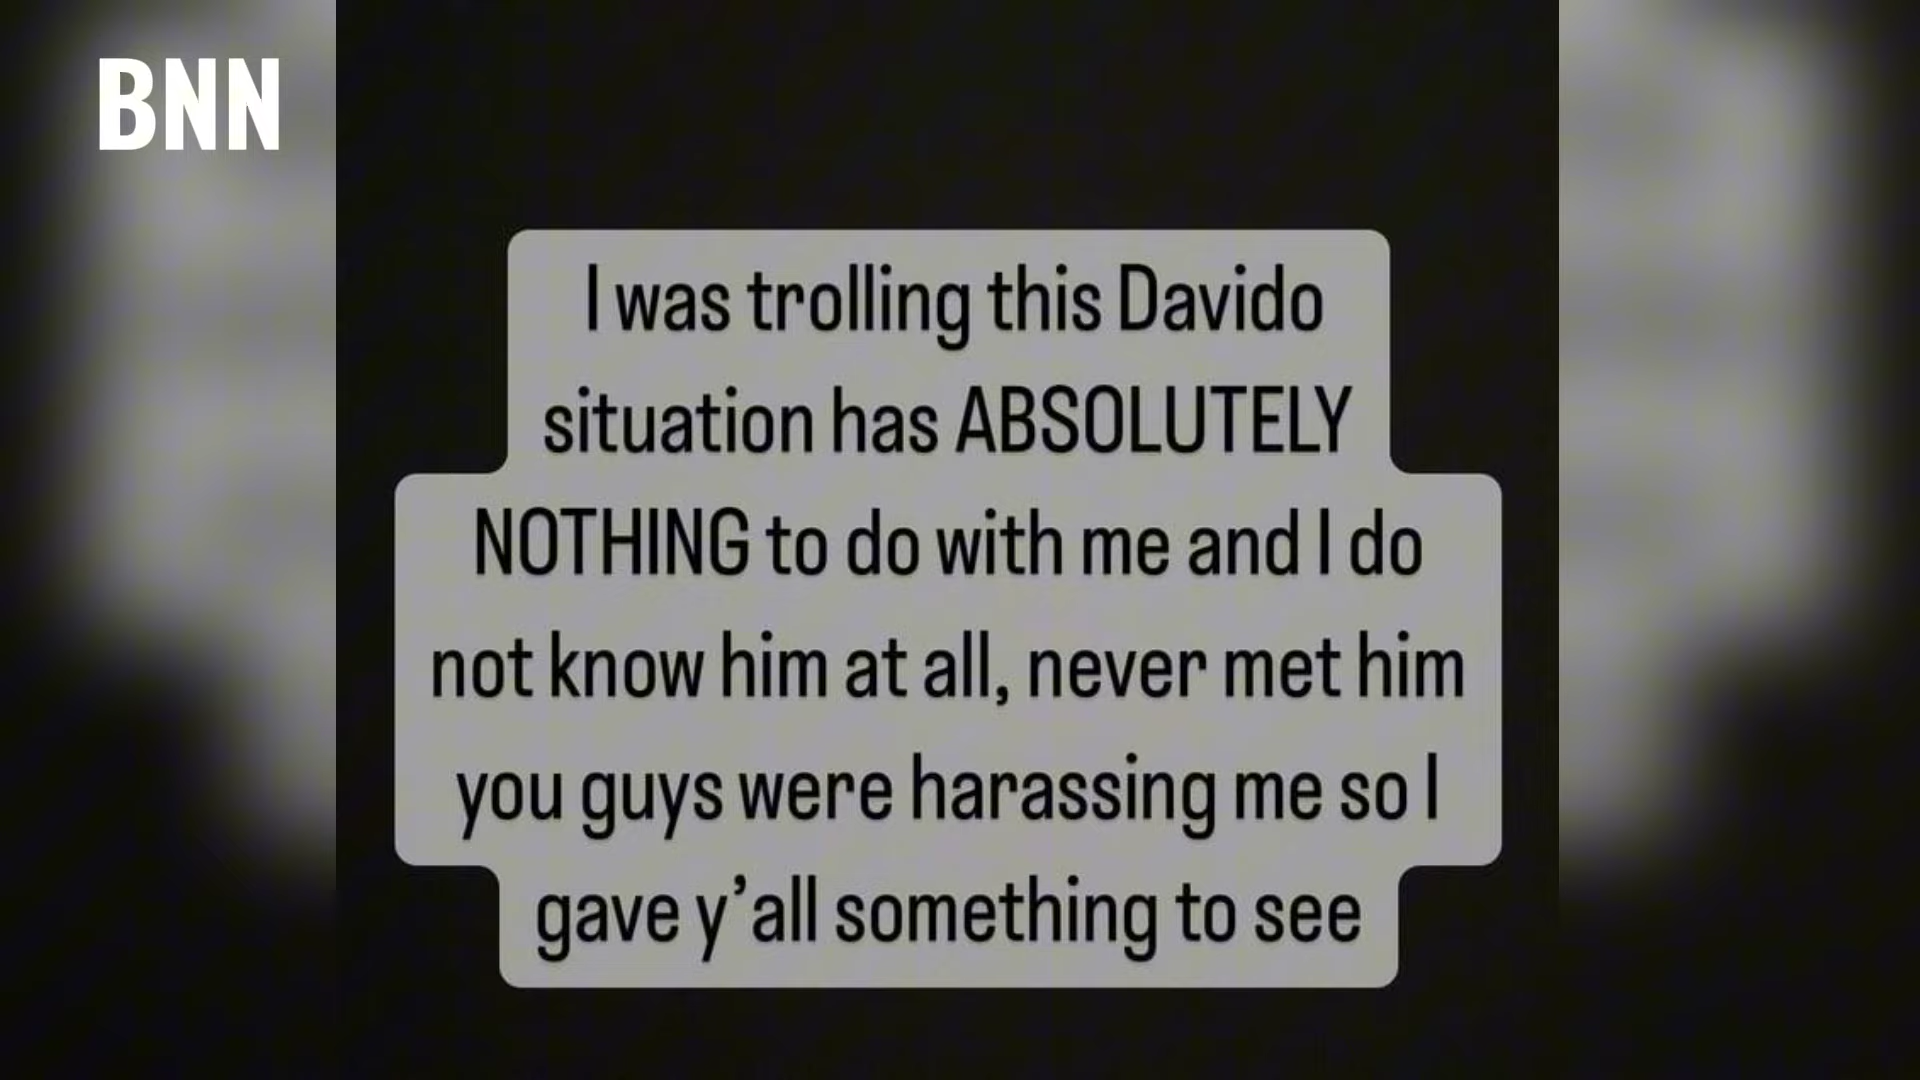 BNN
I was trolling this Davido
situation has ABSOLUTELY
NOTHING to do with me and I do
not know him at all, never met him
you guys were harassing me so I
gave y’all something to see